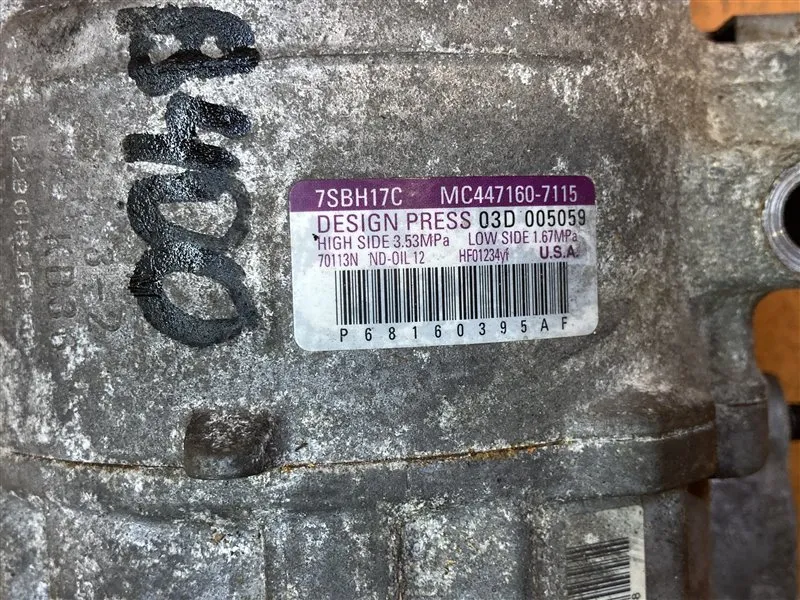 8400
7SBH17C MC447160-7115
DESIGN PRESS 03D 005059
HIGH SIDE 3.53MPa LOW SIDE 1.67MPa
70113N ND-OIL 12 HFO1234yf U.S.A.
P68160395AF